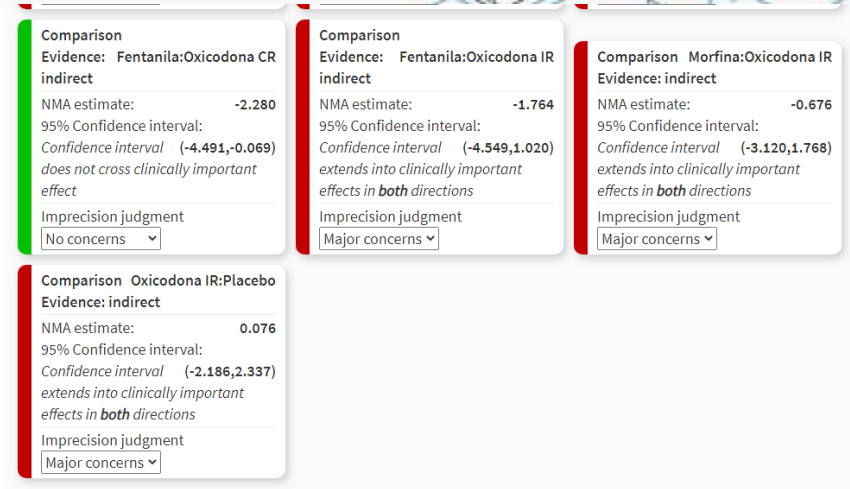 Comparison
Evidence: Fentanila:Oxicodona CR
indirect
NMA estimate: -2.280
95% Confidence interval:
Confidence interval (-4.491,-0.069)
does not cross clinically important
effect
Imprecision judgment
No concerns
Comparison
Evidence: Fentanila:Oxicodona IR
indirect
NMA estimate: -1.764
95% Confidence interval:
Confidence interval (-4.549,1.020)
extends into clinically important
effects in both directions
Imprecision judgment
Major concerns
Comparison Morfina:Oxicodona IR
Evidence: indirect
NMA estimate: -0.676
95% Confidence interval:
Confidence interval (-3.120,1.768)
extends into clinically important
effects in both directions
Imprecision judgment
Major concerns
Comparison Oxicodona IR:Placebo
Evidence: indirect
NMA estimate: 0.076
95% Confidence interval:
Confidence interval (-2.186,2.337)
extends into clinically important
effects in both directions
Imprecision judgment
Major concerns